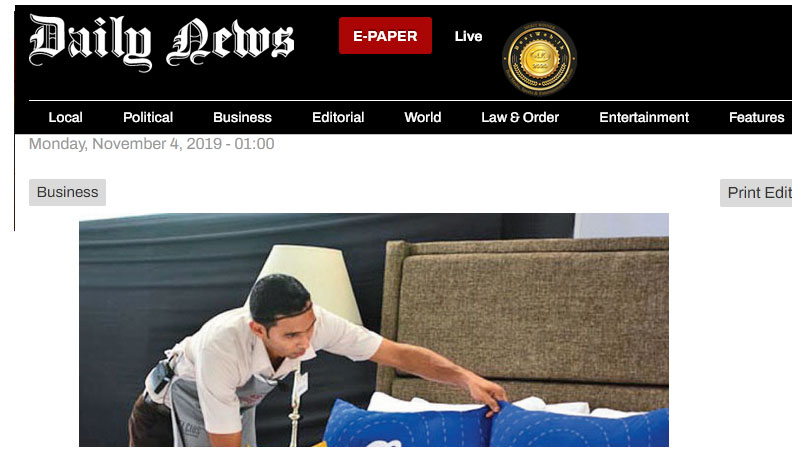 Daily News
E-PAPER
Live
Local
Political
Business
Editorial
World
Law & Order
Entertainment
Features
Monday, November 4, 2019 - 01:00
Business
Print Edit